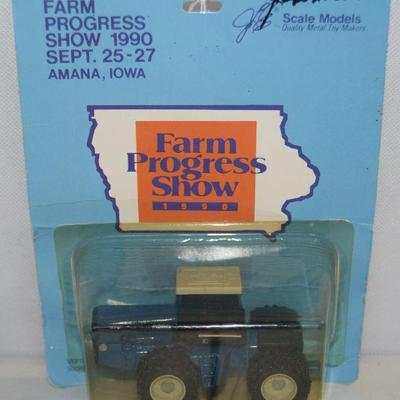 FARM
PROGRESS
SHOW 1990
SEPT. 25-27
AMANA, IOWA
Scale Models
Quality Metal Toy Makers
Farm
Progress
Show
1990